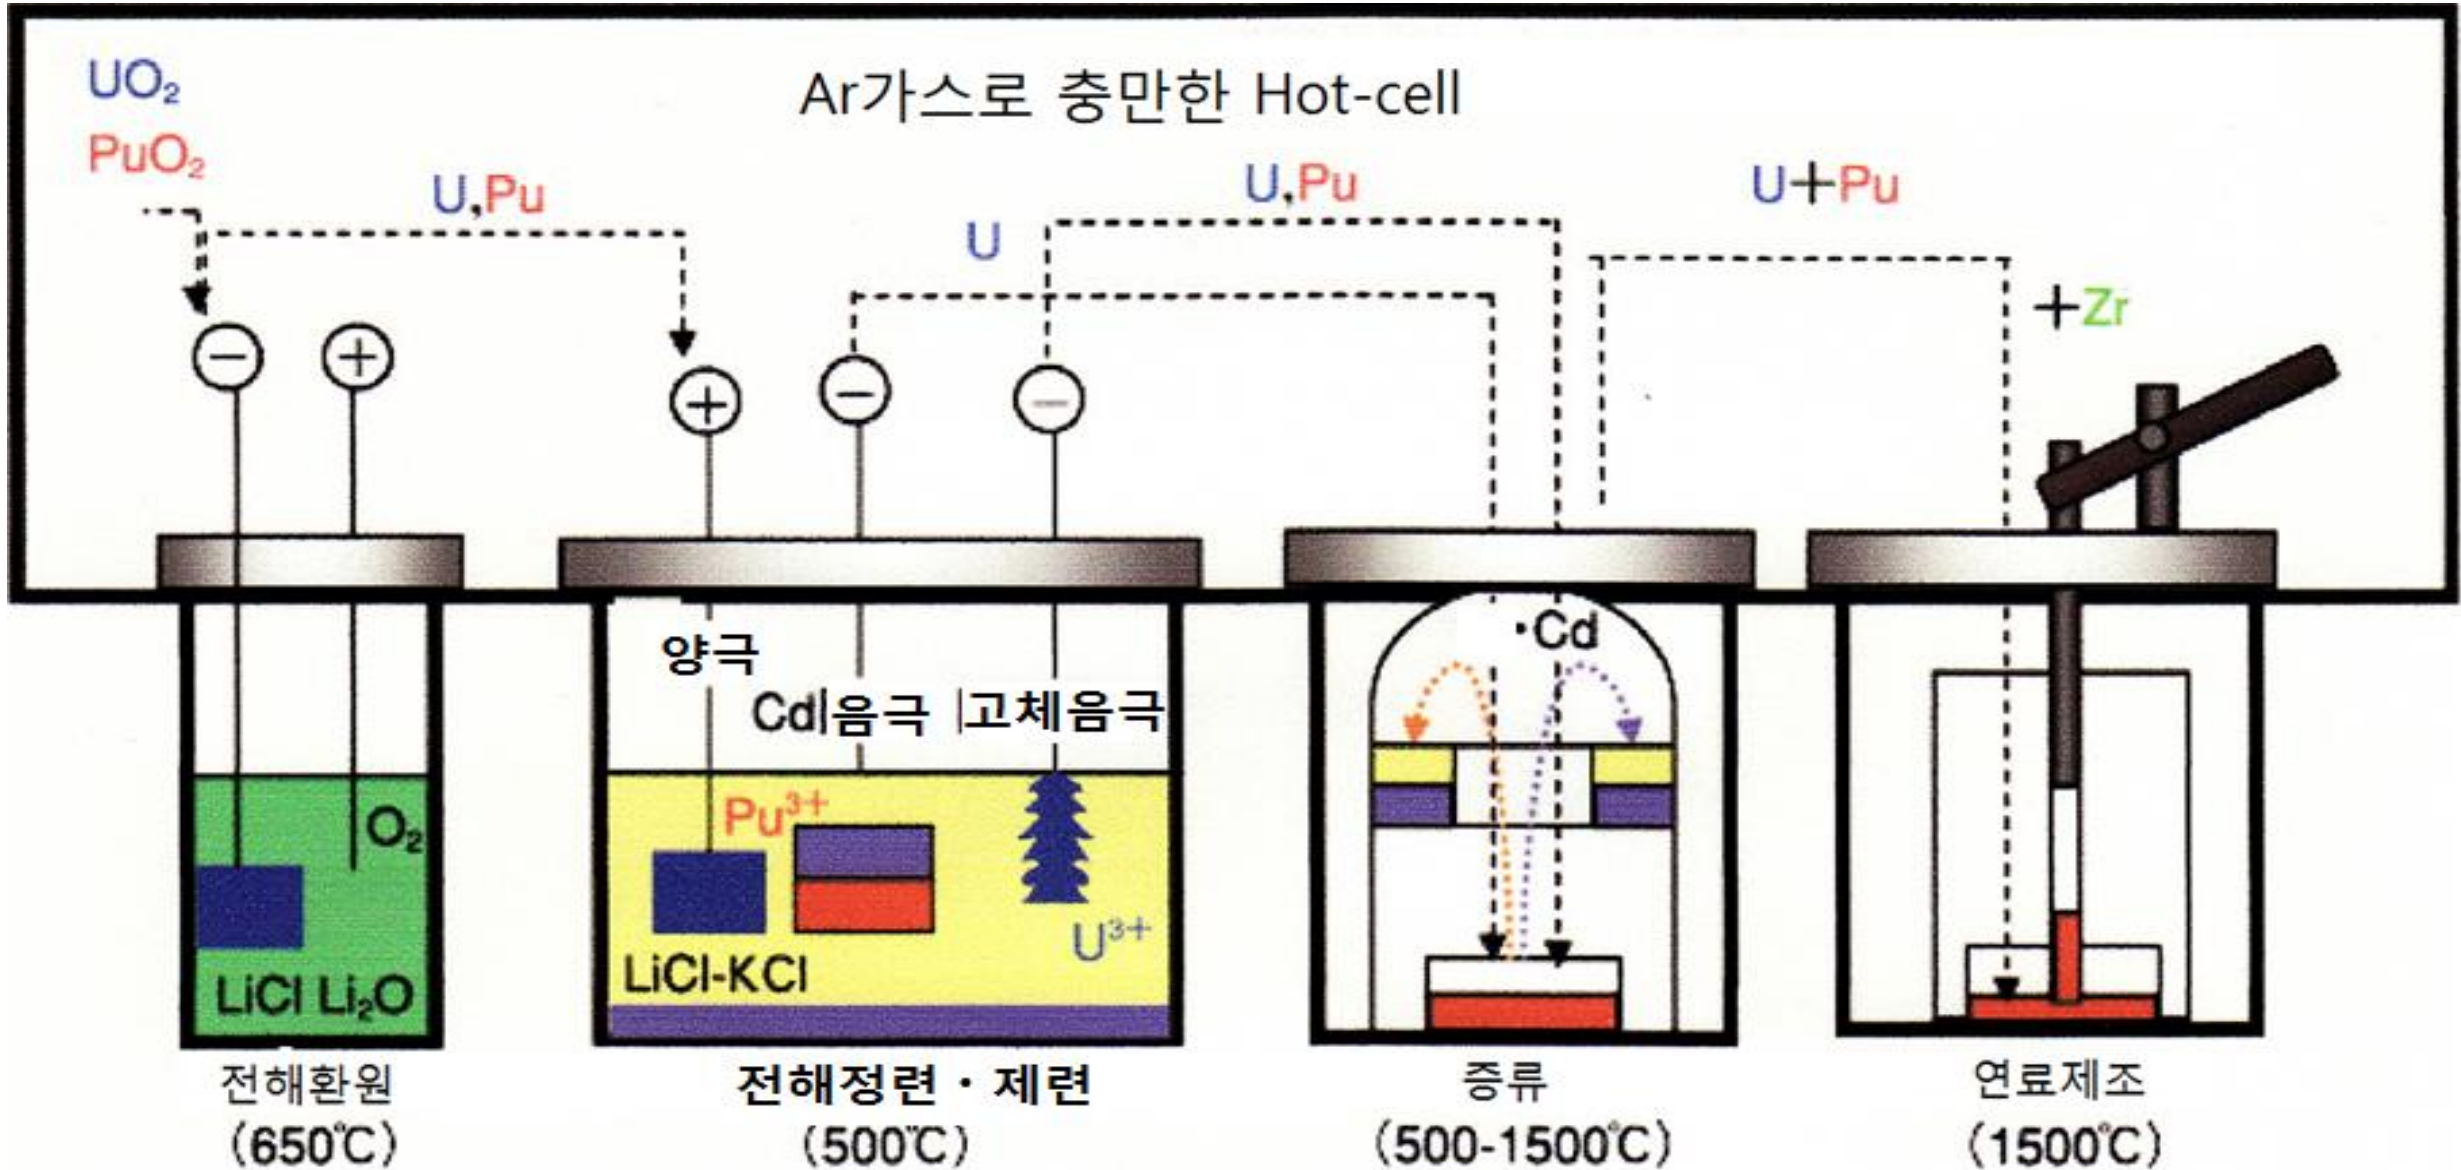 Ar가스로 충만한 Hot-cell
UO₂
PuO₂
U,Pu
U
U,Pu
U+Pu
+Zr
−
+
+
−
−
양극
Cd 음극
고체음극
·Cd
O₂
Pu³⁺
U³⁺
LiCl Li₂O
LiCl-KCl
전해환원
(650℃)
전해정련・제련
(500℃)
증류
(500-1500℃)
연료제조
(1500℃)